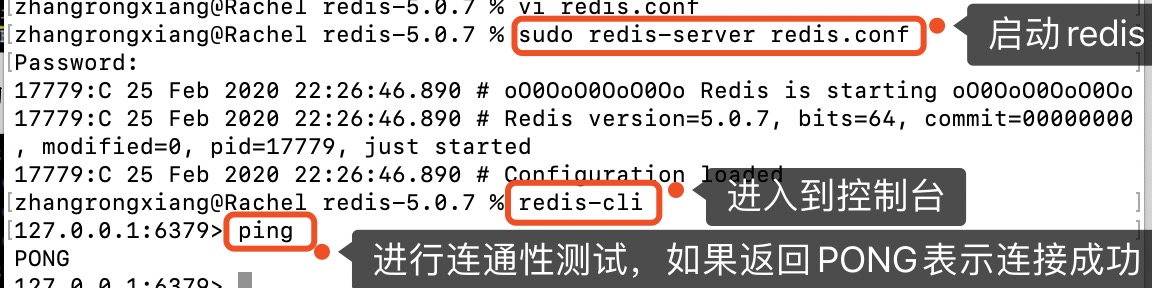 [zhangrongxiang@Rachel redis-5.0.7 % vi redis.conf
[zhangrongxiang@Rachel redis-5.0.7 % sudo redis-server redis.conf ]
启动redis
[Password:
17779:C 25 Feb 2020 22:26:46.890 # oO0OoO0OoO0Oo Redis is starting oO0OoO0OoO0Oo
17779:C 25 Feb 2020 22:26:46.890 # Redis version=5.0.7, bits=64, commit=00000000
, modified=0, pid=17779, just started
17779:C 25 Feb 2020 22:26:46.890 # Configuration loaded
[zhangrongxiang@Rachel redis-5.0.7 % redis-cli ]
进入到控制台
[127.0.0.1:6379> ping ]
进行连通性测试，如果返回PONG表示连接成功
PONG
127.0.0.1:6379>